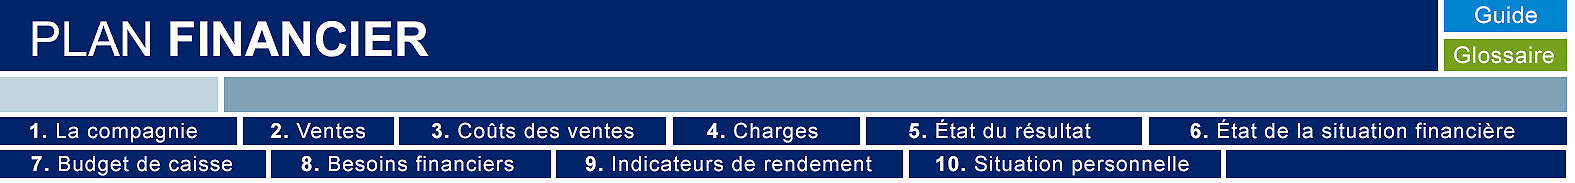 PLAN FINANCIER
Guide
Glossaire
1. La compagnie 2. Ventes 3. Coûts des ventes 4. Charges 5. État du résultat 6. État de la situation financière
7. Budget de caisse 8. Besoins financiers 9. Indicateurs de rendement 10. Situation personnelle